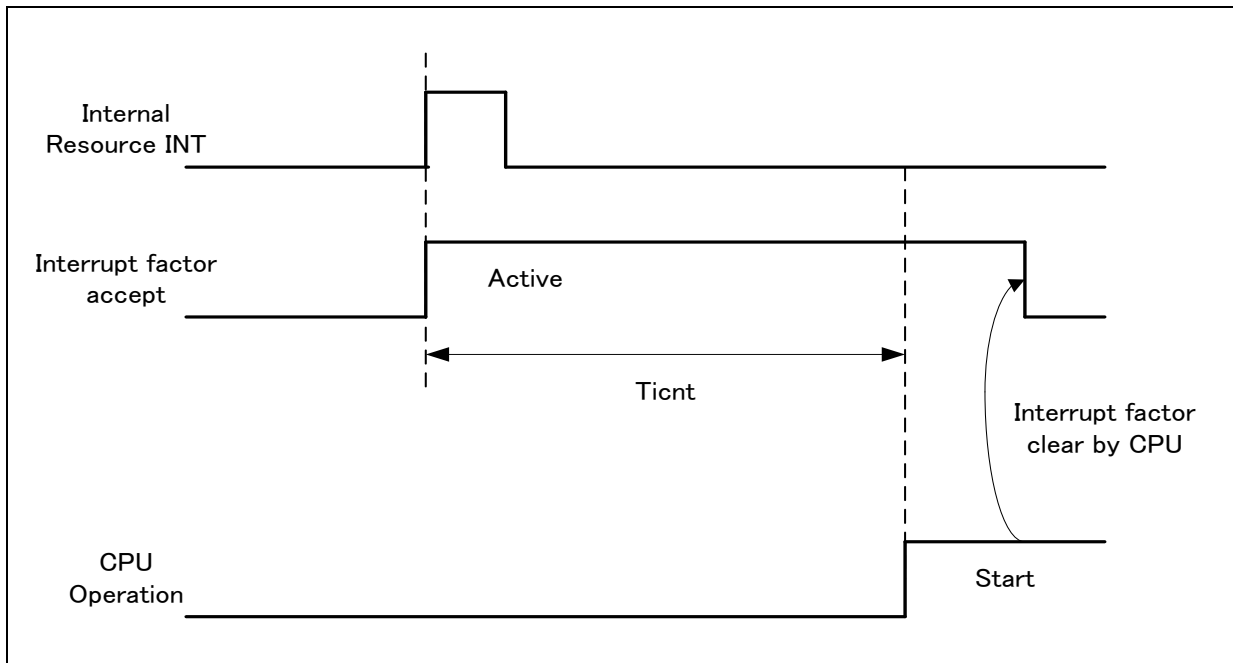 Internal
Resource INT
Interrupt factor
accept
Active
Ticnt
Interrupt factor
clear by CPU
CPU
Operation
Start